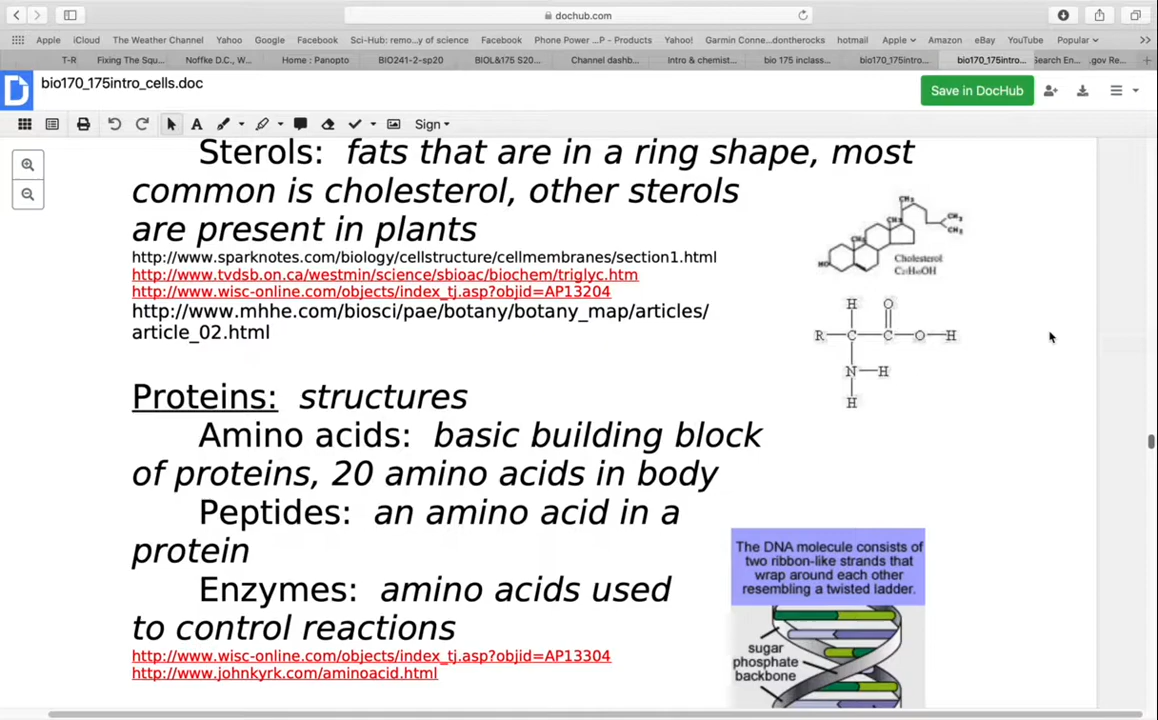 dochub.com
Apple iCloud The Weather Channel Yahoo Google Facebook Sci-Hub: remo...y of science Facebook Phone Power ...P - Products Yahoo! Garmin Conne...dontherocks hotmail Apple Amazon eBay YouTube Popular
T-R Fixing The Squ... Noffke D.C., W... Home : Panopto BIO241-2-sp20 BIOL&175 S20... Channel dashb... Intro & chemist... bio 175 inclass... bio170_175intro... bio170_175intro... Search En... .gov Re...
bio170_175intro_cells.doc
Save in DocHub
Sign
Sterols: fats that are in a ring shape, most
common is cholesterol, other sterols
are present in plants
http://www.sparknotes.com/biology/cellstructure/cellmembranes/section1.html
http://www.tvdsb.on.ca/westmin/science/sbioac/biochem/triglyc.htm
http://www.wisc-online.com/objects/index_tj.asp?objid=AP13204
http://www.mhhe.com/biosci/pae/botany/botany_map/articles/
article_02.html
CH₃
CH₃
CH₃
CH₃
CH₃
HO
Cholesterol
C₂₇H₄₅OH
H O
R C C O H
N H
H
Proteins: structures
Amino acids: basic building block
of proteins, 20 amino acids in body
Peptides: an amino acid in a
protein
Enzymes: amino acids used
to control reactions
http://www.wisc-online.com/objects/index_tj.asp?objid=AP13304
http://www.johnkyrk.com/aminoacid.html
The DNA molecule consists of
two ribbon-like strands that
wrap around each other
resembling a twisted ladder.
sugar
phosphate
backbone